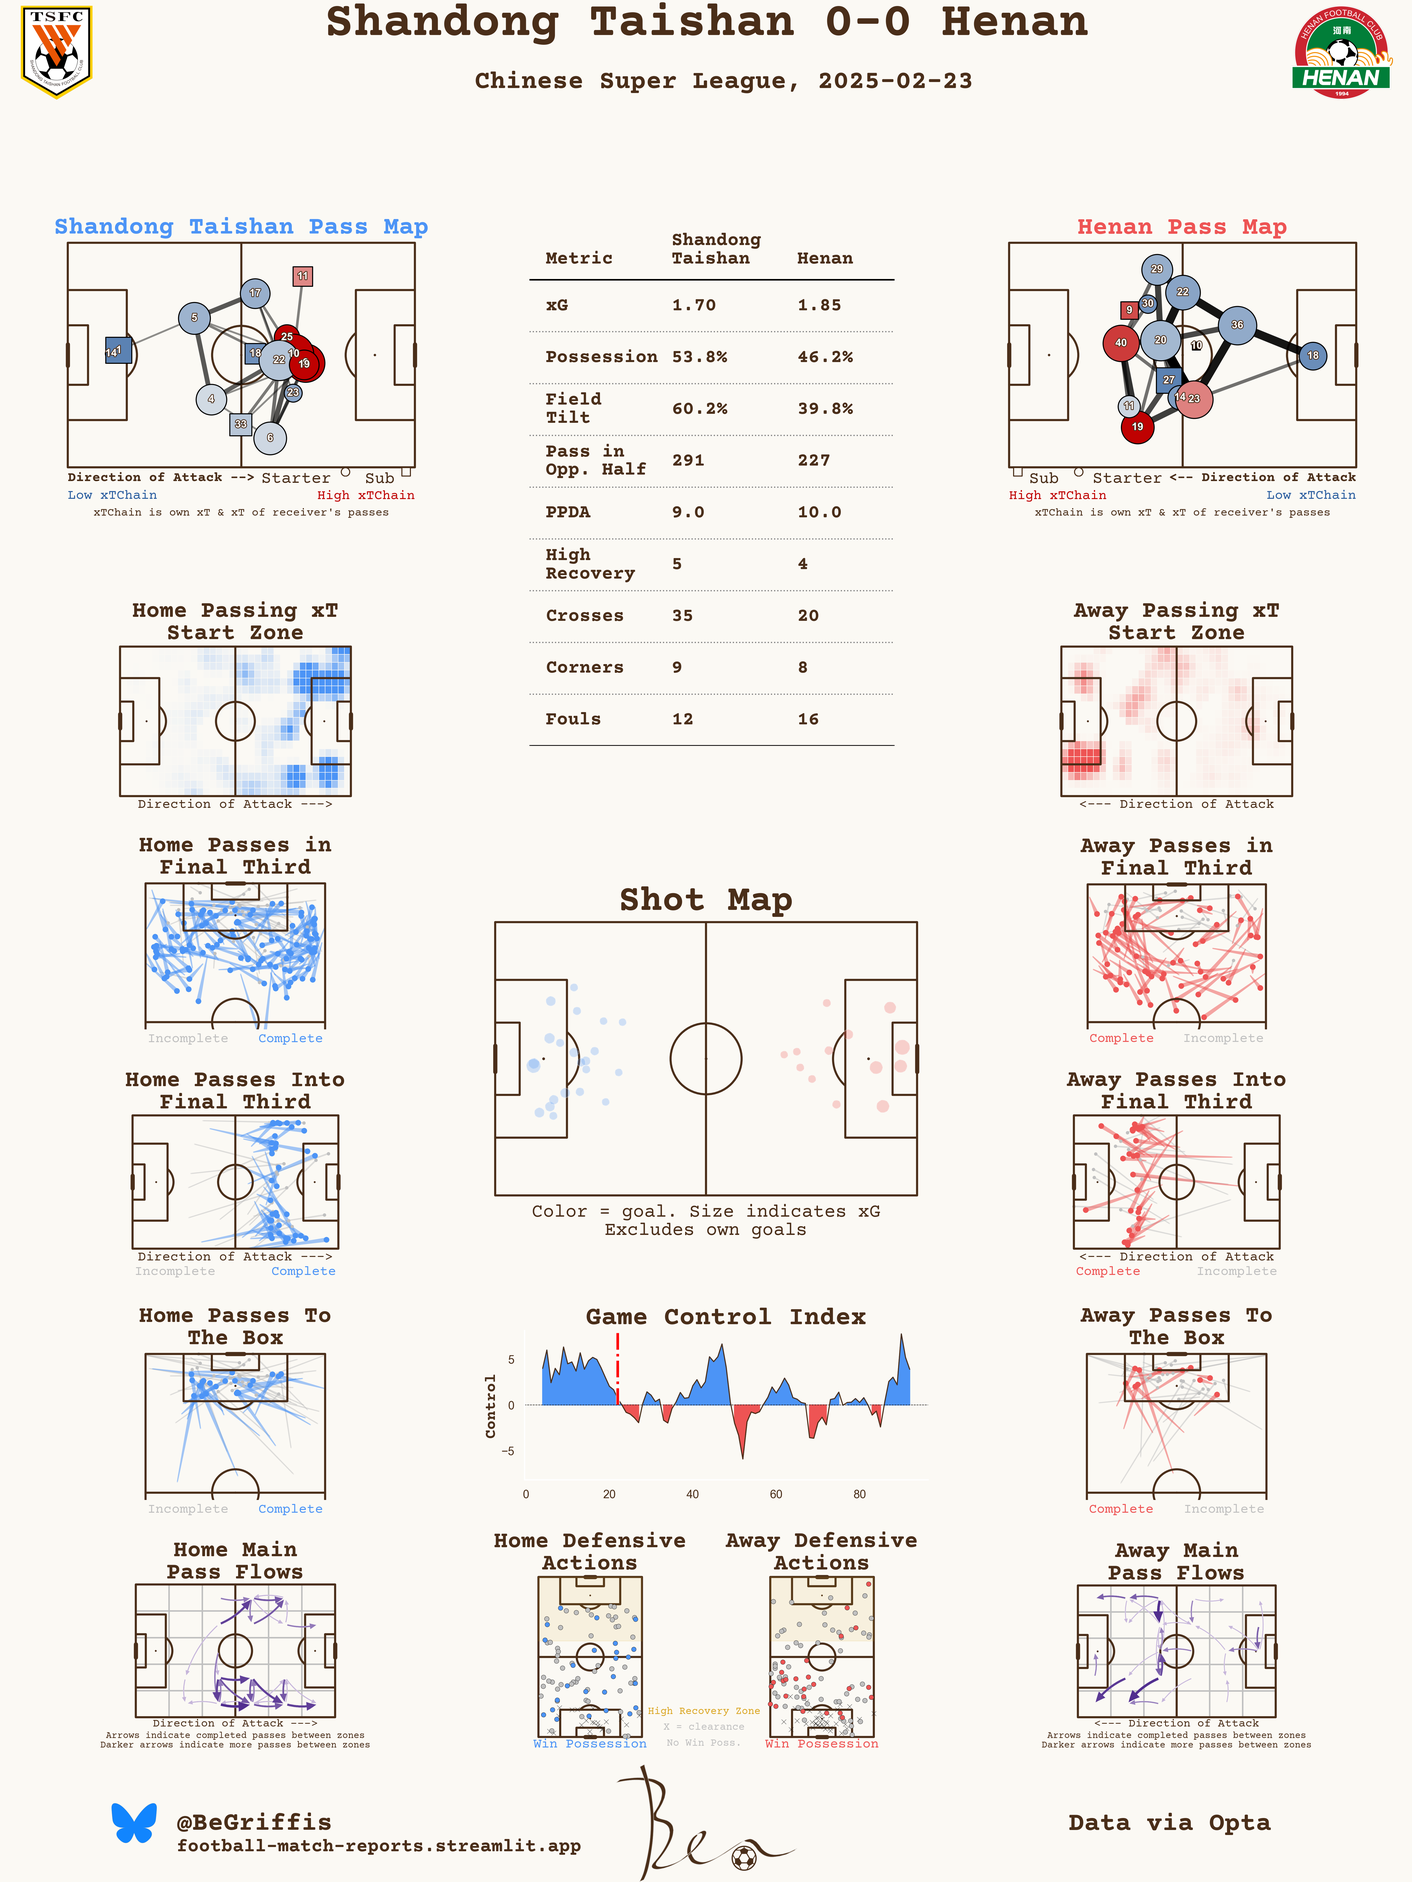 Shandong Taishan 0-0 Henan
Chinese Super League, 2025-02-23
TSFC
HENAN FOOTBALL CLUB
河南
HENAN
1994
Shandong Taishan Pass Map
11
17
5
25
14
1
18
10
22
19
23
4
33
6
Direction of Attack --> Starter Sub
Low xTChain High xTChain
xTChain is own xT & xT of receiver's passes
Metric Shandong Taishan Henan
xG 1.70 1.85
Possession 53.8% 46.2%
Field Tilt 60.2% 39.8%
Pass in Opp. Half 291 227
PPDA 9.0 10.0
High Recovery 5 4
Crosses 35 20
Corners 9 8
Fouls 12 16
Henan Pass Map
29
22
30
9
36
40
20
10
18
27
14
23
11
19
Sub Starter <-- Direction of Attack
High xTChain Low xTChain
xTChain is own xT & xT of receiver's passes
Home Passing xT
Start Zone
Direction of Attack --->
Away Passing xT
Start Zone
<--- Direction of Attack
Home Passes in
Final Third
Incomplete Complete
Away Passes in
Final Third
Complete Incomplete
Shot Map
Color = goal. Size indicates xG
Excludes own goals
Home Passes Into
Final Third
Direction of Attack --->
Incomplete Complete
Away Passes Into
Final Third
<--- Direction of Attack
Complete Incomplete
Home Passes To
The Box
Incomplete Complete
Game Control Index
Control
5
0
−5
0 20 40 60 80
Away Passes To
The Box
Complete Incomplete
Home Main
Pass Flows
Direction of Attack --->
Arrows indicate completed passes between zones
Darker arrows indicate more passes between zones
Home Defensive
Actions
Win Possession
Away Defensive
Actions
Win Possession
High Recovery Zone
X = clearance
No Win Poss.
Away Main
Pass Flows
<--- Direction of Attack
Arrows indicate completed passes between zones
Darker arrows indicate more passes between zones
@BeGriffis
football-match-reports.streamlit.app
Ben
Data via Opta